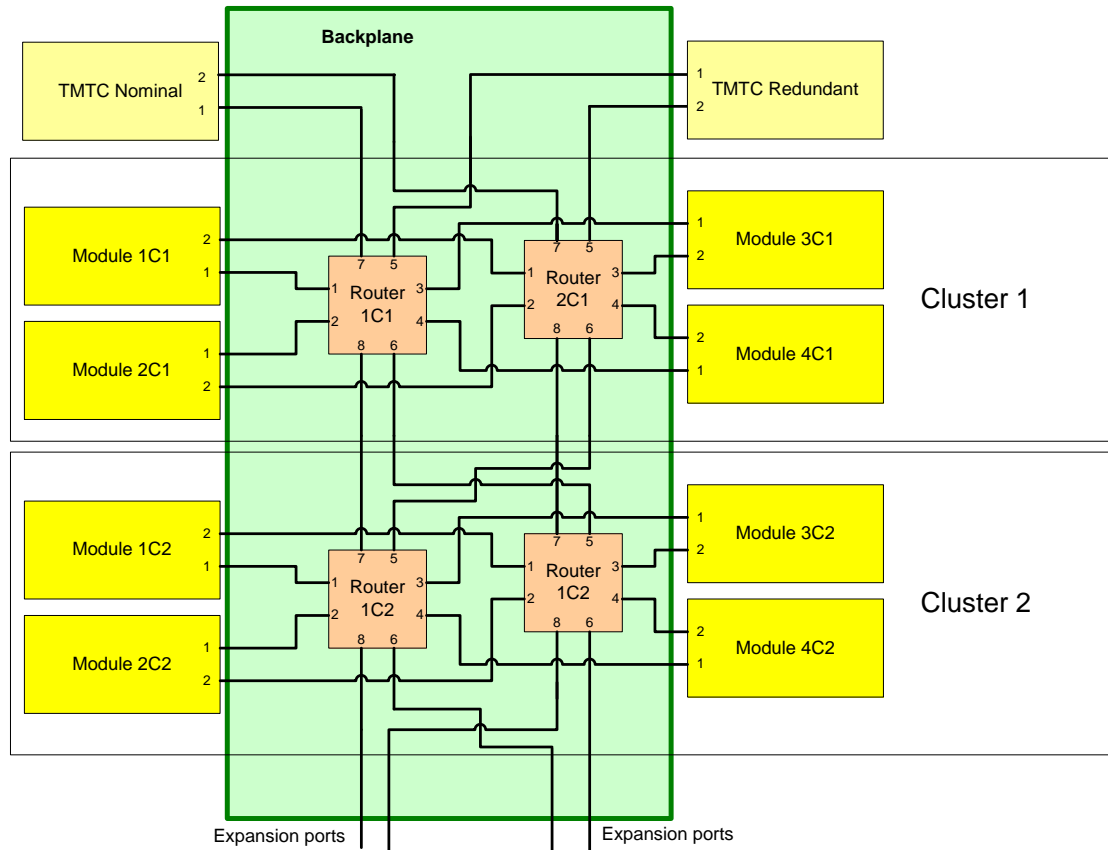 Backplane
TMTC Nominal
2
1
1
2
TMTC Redundant
Module 1C1
2
1
1
2
Module 3C1
7 5
1 3
2 4
8 6
Router
1C1
7 5
1 3
2 4
8 6
Router
2C1
Cluster 1
Module 2C1
1
2
2
1
Module 4C1
Module 1C2
2
1
1
2
Module 3C2
7 5
1 3
2 4
8 6
Router
1C2
7 5
1 3
2 4
8 6
Router
1C2
Cluster 2
Module 2C2
1
2
2
1
Module 4C2
Expansion ports
Expansion ports